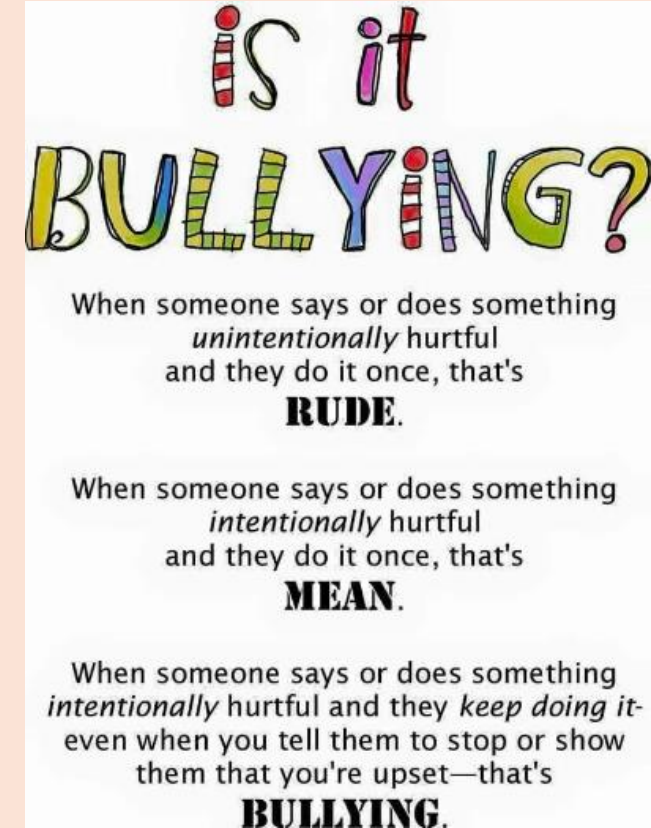 is it
BULLYiNG?
When someone says or does something
unintentionally hurtful
and they do it once, that's
RUDE.
When someone says or does something
intentionally hurtful
and they do it once, that's
MEAN.
When someone says or does something
intentionally hurtful and they keep doing it-
even when you tell them to stop or show
them that you're upset—that's
BULLYING.